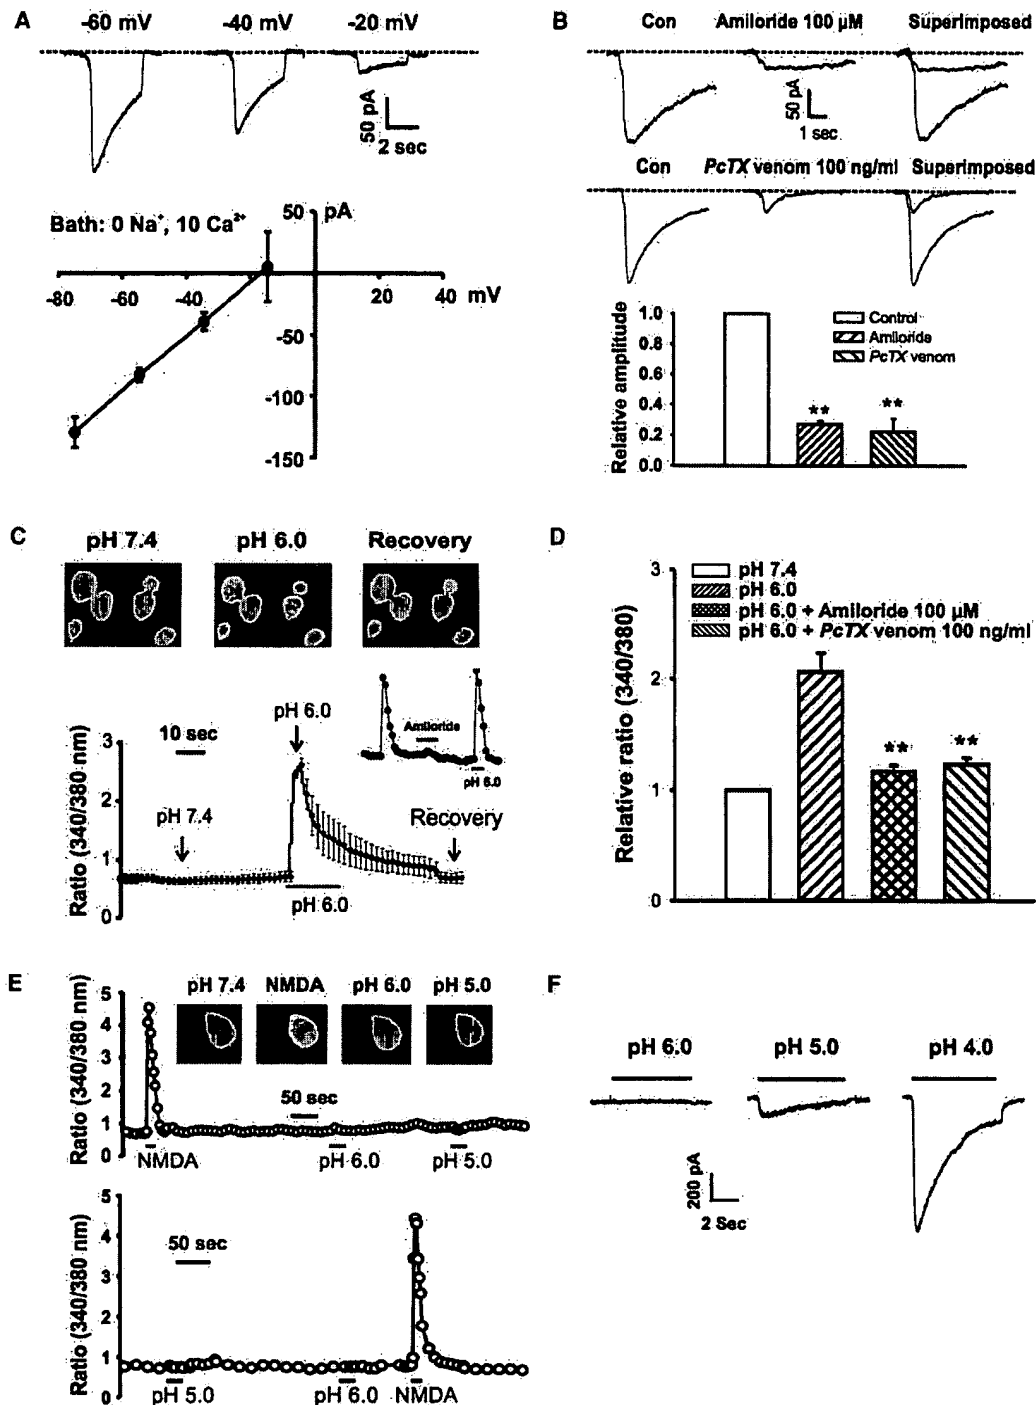 A
-60 mV -40 mV -20 mV
50 pA
2 sec
Bath: 0 Na⁺, 10 Ca²⁺
50 pA
-80 -60 -40 20 40 mV
-50
-100
-150
B
Con Amiloride 100 µM Superimposed
50 pA
1 sec
Con PcTX venom 100 ng/ml Superimposed
Relative amplitude
1.0
0.8
0.6
0.4
0.2
0.0
Control
Amiloride
PcTX venom
** **
C
pH 7.4 pH 6.0 Recovery
Ratio (340/380 nm)
3
2
1
0
10 sec
pH 7.4
pH 6.0
pH 6.0
Recovery
Amiloride
pH 6.0
D
Relative ratio (340/380)
3
2
1
0
pH 7.4
pH 6.0
pH 6.0 + Amiloride 100 µM
pH 6.0 + PcTX venom 100 ng/ml
** **
E
Ratio (340/380 nm)
5
4
3
2
1
0
pH 7.4 NMDA pH 6.0 pH 5.0
50 sec
NMDA pH 6.0 pH 5.0
Ratio (340/380 nm)
5
4
3
2
1
0
50 sec
pH 5.0 pH 6.0 NMDA
F
pH 6.0 pH 5.0 pH 4.0
200 pA
2 Sec